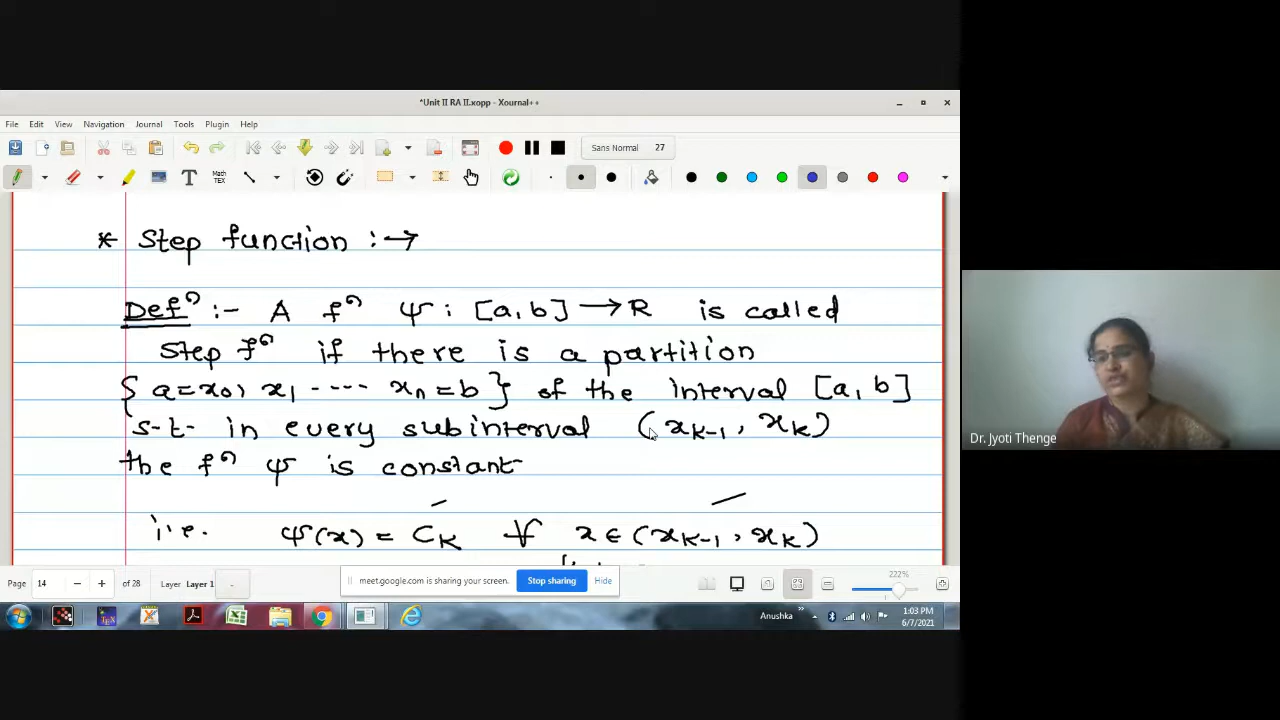 *Unit II RA II.xopp - Xournal++
File Edit View Navigation Journal Tools Plugin Help
Sans Normal 27
T Math TEX
* Step function :→
Defⁿ :- A fⁿ ψ : [a, b] → R is called
Step fⁿ if there is a partition
{ a = x₀, x₁ ---- xₙ = b } of the interval [a, b]
s.t. in every subinterval (xₖ₋₁, xₖ)
the fⁿ ψ is constant
i.e. ψ(x) = Cₖ ∀ x ∈ (xₖ₋₁, xₖ)
Dr. Jyoti Thenge
Page 14 of 28 Layer Layer 1
meet.google.com is sharing your screen. Stop sharing Hide
222%
Anushka
1:03 PM
6/7/2021